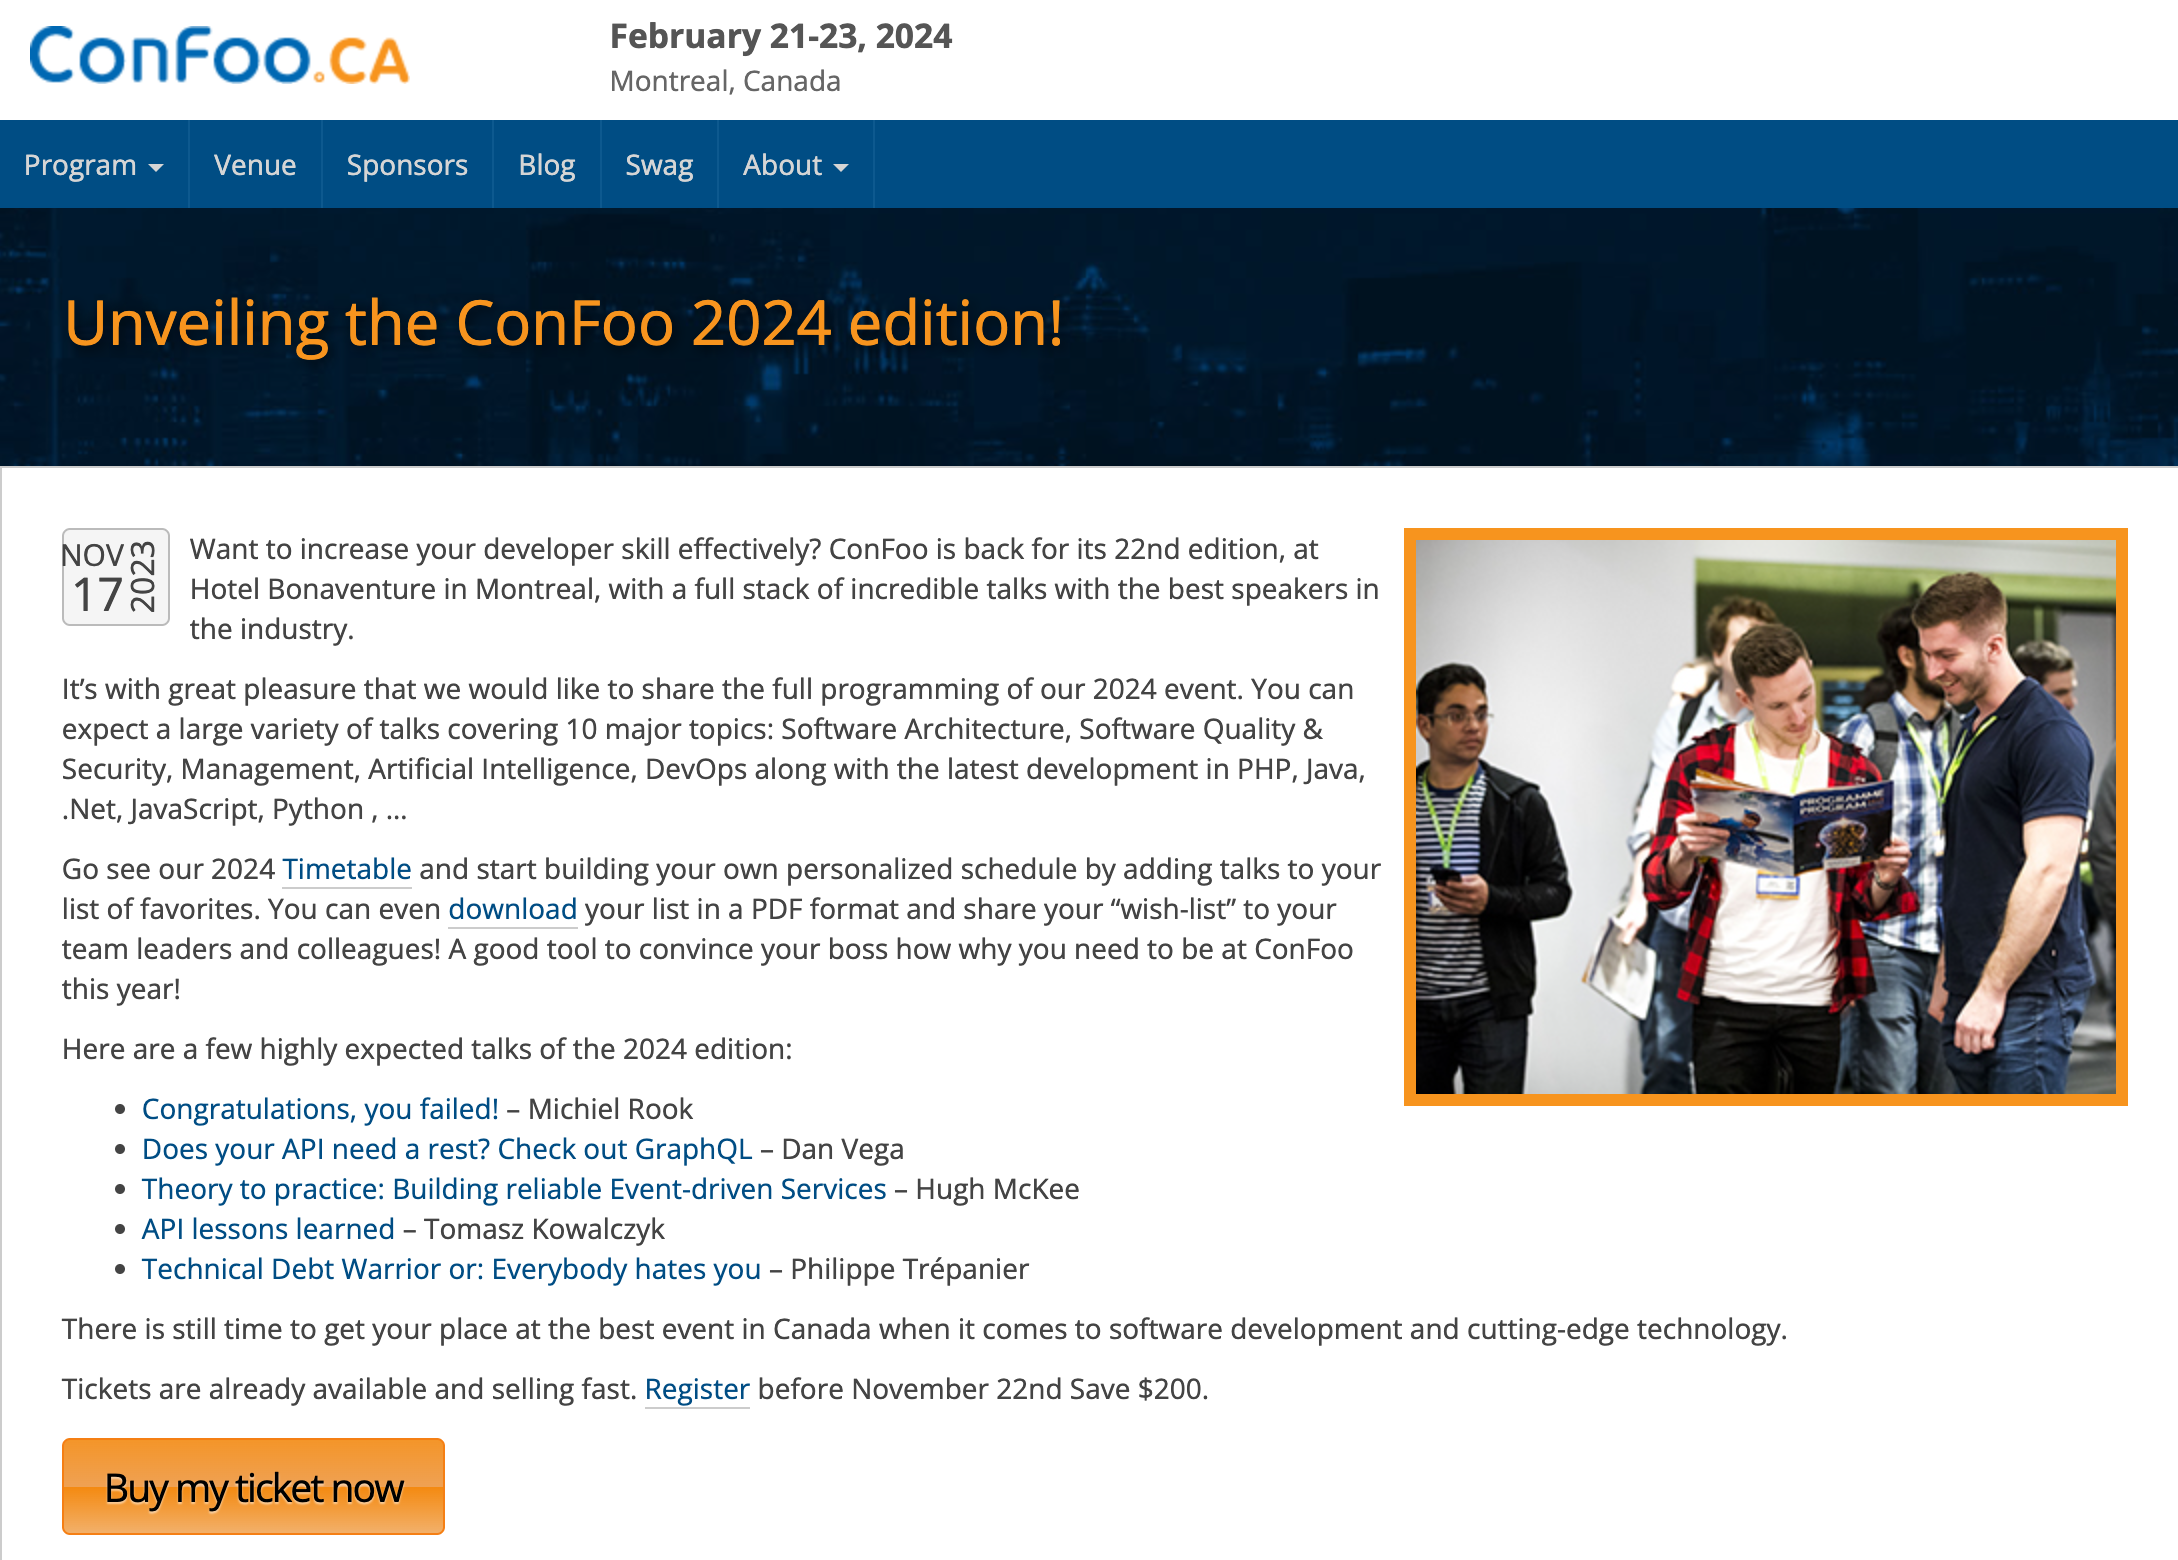 ConFoo.CA
February 21-23, 2024
Montreal, Canada
Program
Venue
Sponsors
Blog
Swag
About
Unveiling the ConFoo 2024 edition!
NOV
17
2023
Want to increase your developer skill effectively? ConFoo is back for its 22nd edition, at
Hotel Bonaventure in Montreal, with a full stack of incredible talks with the best speakers in
the industry.
It’s with great pleasure that we would like to share the full programming of our 2024 event. You can
expect a large variety of talks covering 10 major topics: Software Architecture, Software Quality &
Security, Management, Artificial Intelligence, DevOps along with the latest development in PHP, Java,
.Net, JavaScript, Python , ...
Go see our 2024 Timetable and start building your own personalized schedule by adding talks to your
list of favorites. You can even download your list in a PDF format and share your “wish-list” to your
team leaders and colleagues! A good tool to convince your boss how why you need to be at ConFoo
this year!
Here are a few highly expected talks of the 2024 edition:
• Congratulations, you failed! – Michiel Rook
• Does your API need a rest? Check out GraphQL – Dan Vega
• Theory to practice: Building reliable Event-driven Services – Hugh McKee
• API lessons learned – Tomasz Kowalczyk
• Technical Debt Warrior or: Everybody hates you – Philippe Trépanier
There is still time to get your place at the best event in Canada when it comes to software development and cutting-edge technology.
Tickets are already available and selling fast. Register before November 22nd Save $200.
Buy my ticket now
PROGRAMME
PROGRAM